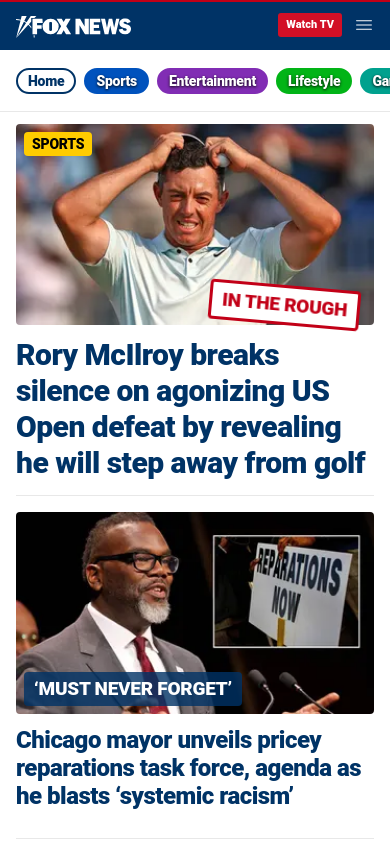 FOX NEWS
Watch TV
Home
Sports
Entertainment
Lifestyle
Ga
SPORTS
IN THE ROUGH
Rory McIlroy breaks
silence on agonizing US
Open defeat by revealing
he will step away from golf
REPARATIONS
NOW
‘MUST NEVER FORGET’
Chicago mayor unveils pricey
reparations task force, agenda as
he blasts ‘systemic racism’